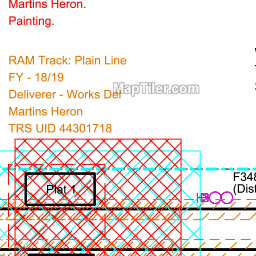 Martins Heron.
Painting.
RAM Track: Plain Line
FY - 18/19
MapTiler.com
Deliverer - Works Del
Martins Heron
TRS UID 44301718
F348
(Dist
Plat 1